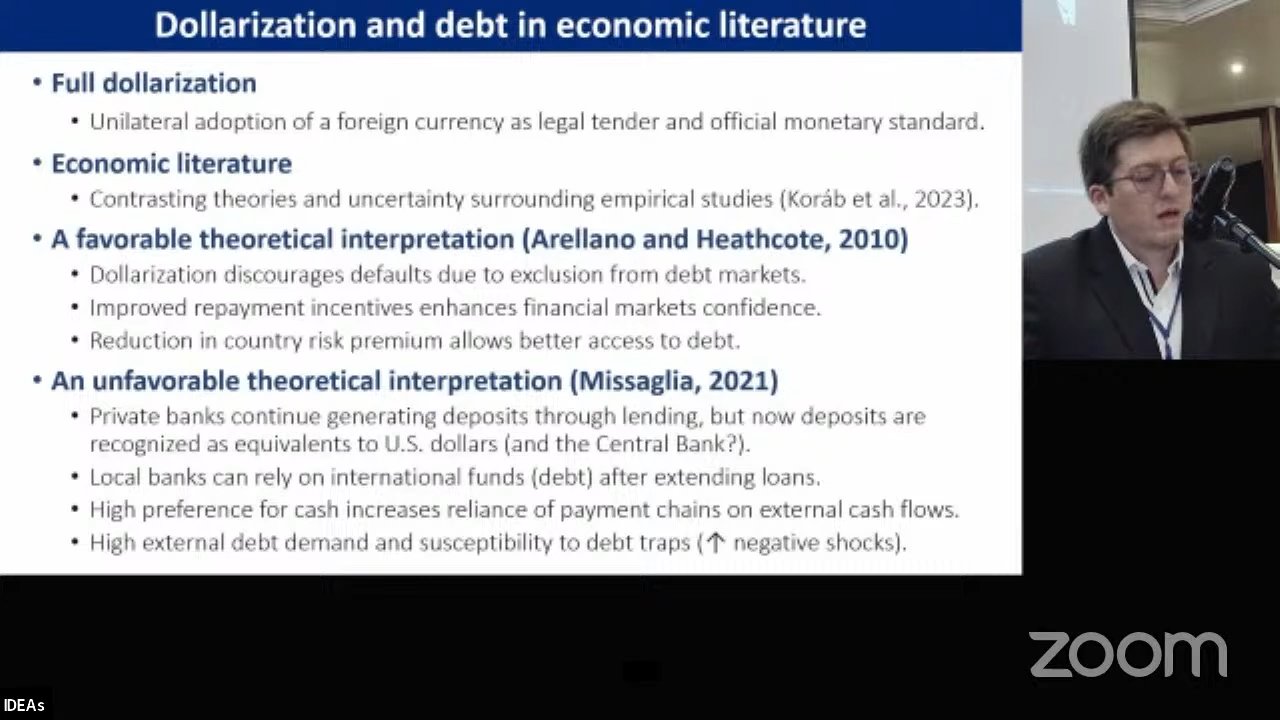 Dollarization and debt in economic literature
• Full dollarization
• Unilateral adoption of a foreign currency as legal tender and official monetary standard.
• Economic literature
• Contrasting theories and uncertainty surrounding empirical studies (Koráb et al., 2023).
• A favorable theoretical interpretation (Arellano and Heathcote, 2010)
• Dollarization discourages defaults due to exclusion from debt markets.
• Improved repayment incentives enhances financial markets confidence.
• Reduction in country risk premium allows better access to debt.
• An unfavorable theoretical interpretation (Missaglia, 2021)
• Private banks continue generating deposits through lending, but now deposits are
recognized as equivalents to U.S. dollars (and the Central Bank?).
• Local banks can rely on international funds (debt) after extending loans.
• High preference for cash increases reliance of payment chains on external cash flows.
• High external debt demand and susceptibility to debt traps (↑ negative shocks).
zoom
IDEAs